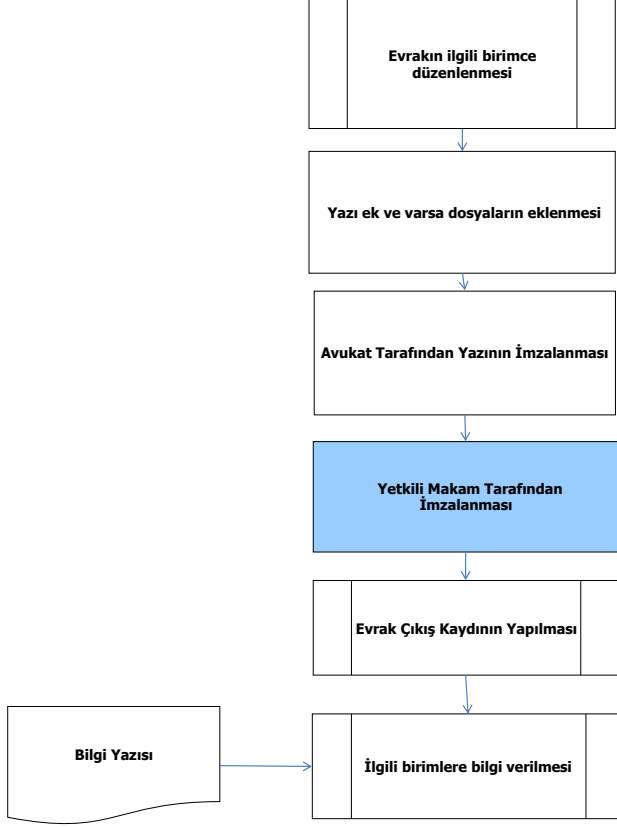 Evrakın ilgili birimce
düzenlenmesi
Yazı ek ve varsa dosyaların eklenmesi
Avukat Tarafından Yazının İmzalanması
Yetkili Makam Tarafından
İmzalanması
Evrak Çıkış Kaydının Yapılması
Bilgi Yazısı
İlgili birimlere bilgi verilmesi